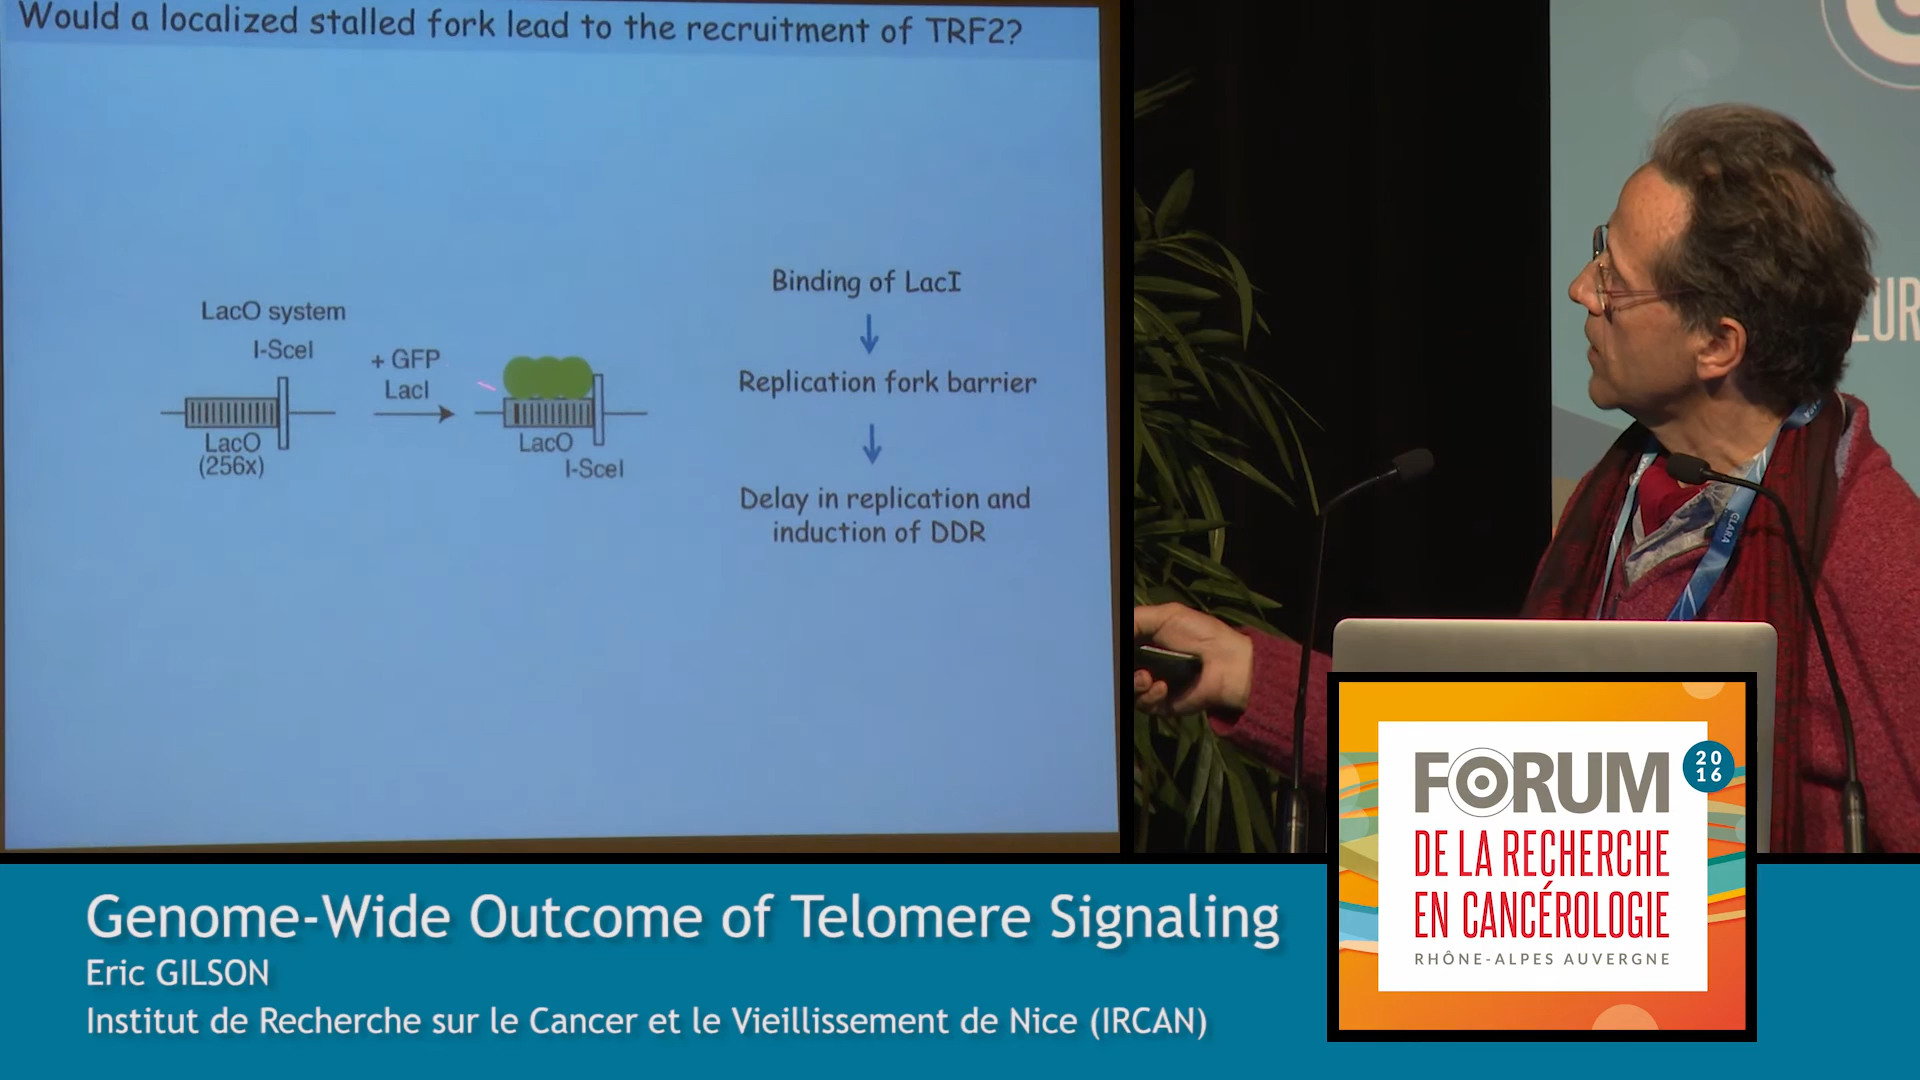 Would a localized stalled fork lead to the recruitment of TRF2?
LacO system
I-SceI
LacO
(256x)
+ GFP
LacI
LacO
I-SceI
Binding of LacI
Replication fork barrier
Delay in replication and
induction of DDR
EUR
CLARA
FORUM
20
16
DE LA RECHERCHE
EN CANCÉROLOGIE
RHÔNE-ALPES AUVERGNE
Genome-Wide Outcome of Telomere Signaling
Eric GILSON
Institut de Recherche sur le Cancer et le Vieillissement de Nice (IRCAN)